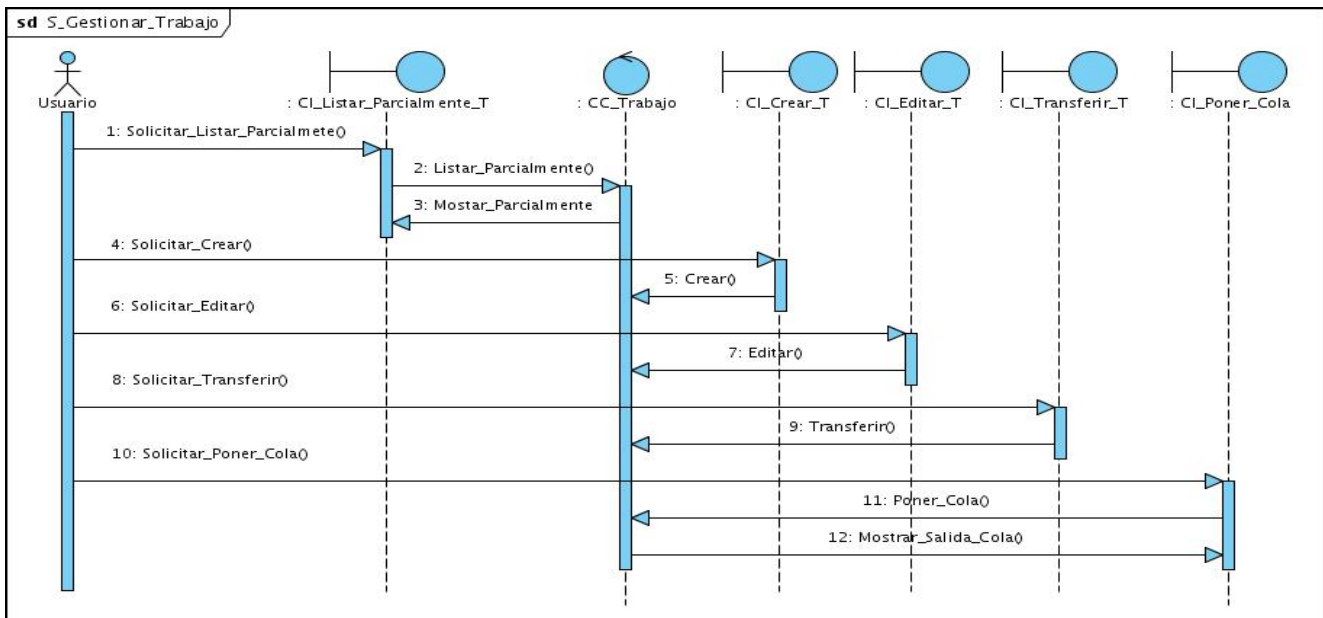 sd S_Gestionar_Trabajo
Usuario
: CI_Listar_Parcialmente_T
: CC_Trabajo
: CI_Crear_T
: CI_Editar_T
: CI_Transferir_T
: CI_Poner_Cola
1: Solicitar_Listar_Parcialmete()
2: Listar_Parcialmente()
3: Mostar_Parcialmente
4: Solicitar_Crear()
5: Crear()
6: Solicitar_Editar()
7: Editar()
8: Solicitar_Transferir()
9: Transferir()
10: Solicitar_Poner_Cola()
11: Poner_Cola()
12: Mostrar_Salida_Cola()